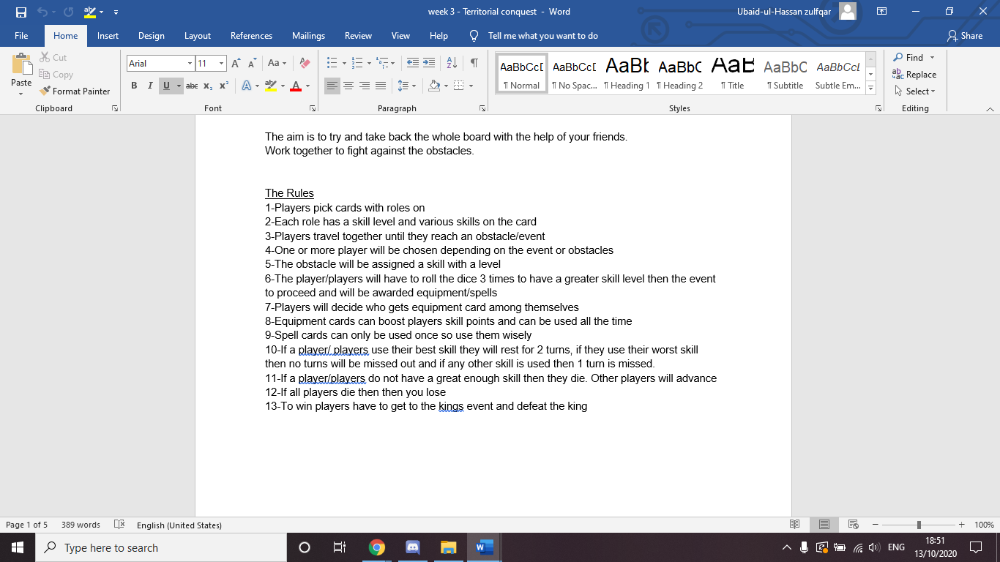 week 3 - Territorial conquest - Word
Ubaid-ul-Hassan zulfqar
File Home Insert Design Layout References Mailings Review View Help Tell me what you want to do Share
Paste
Cut
Copy
Format Painter
Clipboard
Arial 11
Font
Paragraph
AaBbCcD AaBbCcD AaBb AaBbC AaB AaBbC AaBbCcL
¶ Normal ¶ No Spac... ¶ Heading 1 ¶ Heading 2 ¶ Title ¶ Subtitle Subtle Em...
Styles
Find
Replace
Select
Editing
The aim is to try and take back the whole board with the help of your friends.
Work together to fight against the obstacles.
The Rules
1-Players pick cards with roles on
2-Each role has a skill level and various skills on the card
3-Players travel together until they reach an obstacle/event
4-One or more player will be chosen depending on the event or obstacles
5-The obstacle will be assigned a skill with a level
6-The player/players will have to roll the dice 3 times to have a greater skill level then the event
to proceed and will be awarded equipment/spells
7-Players will decide who gets equipment card among themselves
8-Equipment cards can boost players skill points and can be used all the time
9-Spell cards can only be used once so use them wisely
10-If a player/ players use their best skill they will rest for 2 turns, if they use their worst skill
then no turns will be missed out and if any other skill is used then 1 turn is missed.
11-If a player/players do not have a great enough skill then they die. Other players will advance
12-If all players die then then you lose
13-To win players have to get to the kings event and defeat the king
Page 1 of 5 389 words English (United States) 100%
Type here to search
ENG
18:51
13/10/2020